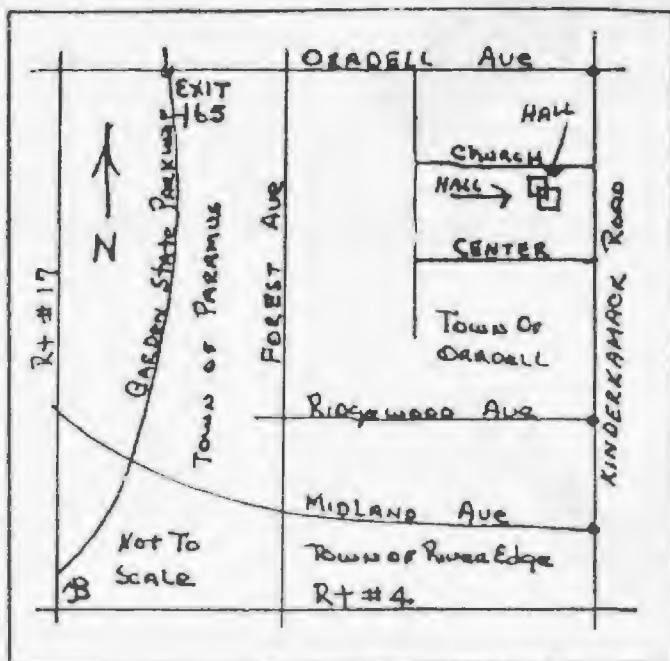 ORADELL Ave
EXIT
165
HALL
CHURCH
HALL
N
CENTER
Rt #17
GARDEN STATE PARKWAY
TOWN OF PARAMUS
FOREST Ave
KINDERKAMACK ROAD
TOWN OF
ORADELL
RIDGEWOOD Ave
MIDLAND Ave
Not To
SCALE
TOWN OF RIVER Edge
Rt #4